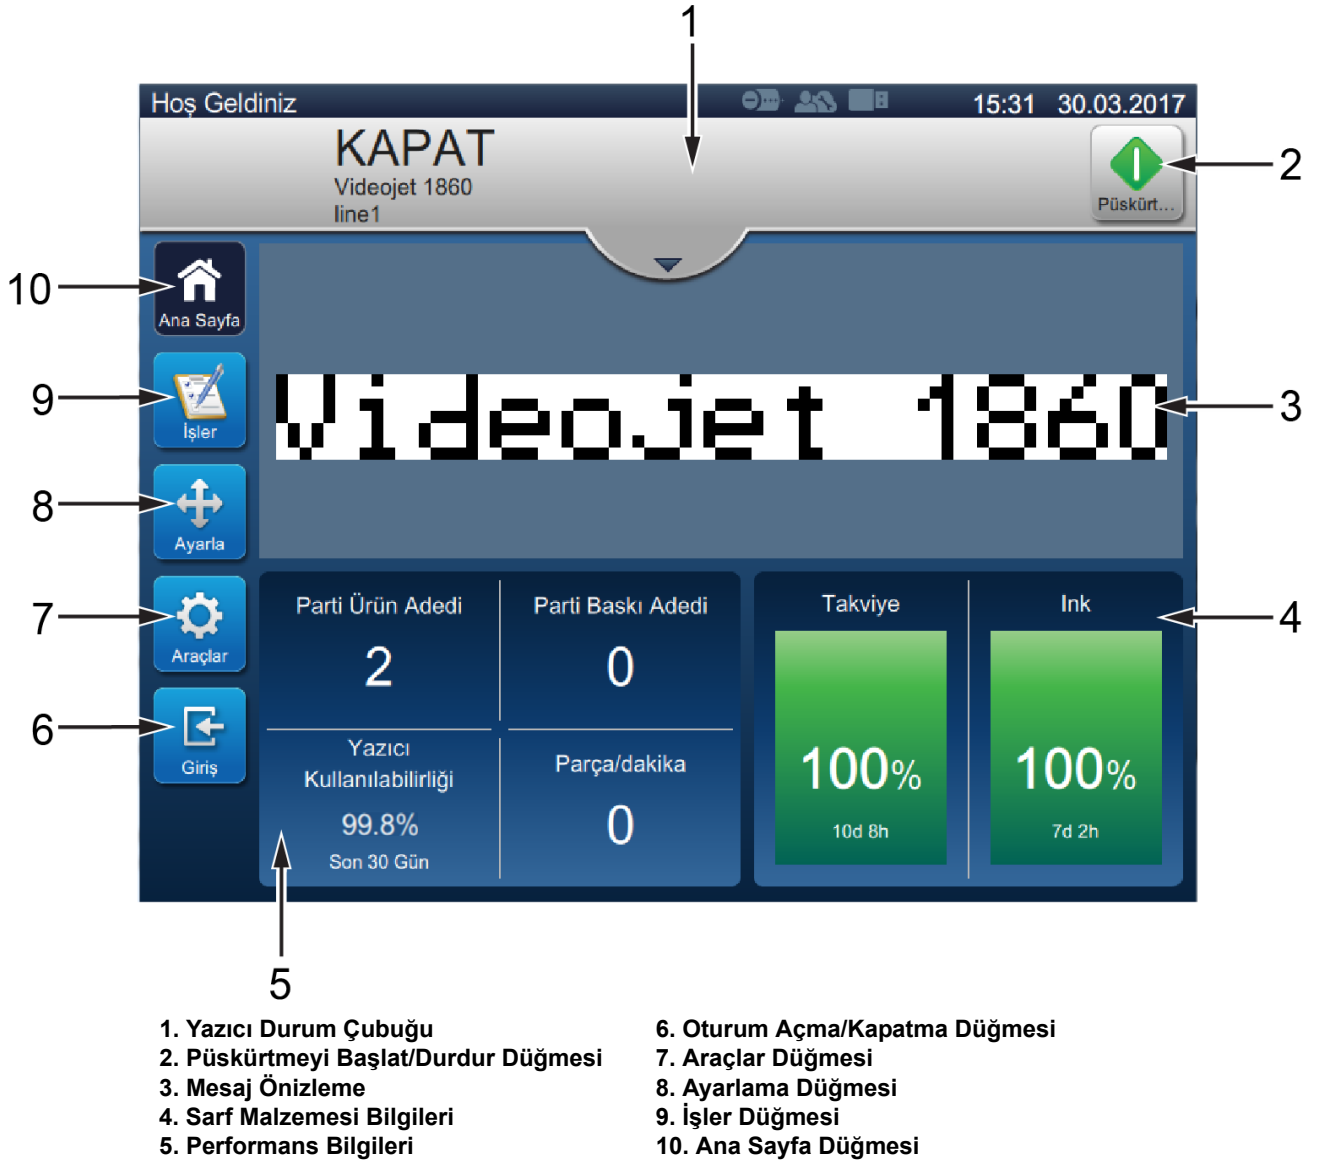 1
Hoş Geldiniz
15:31 30.03.2017
KAPAT
Videojet 1860
line1
Püskürt...
2
10
Ana Sayfa
9
İşler
Videojet 1860
3
8
Ayarla
7
Araçlar
6
Giriş
Parti Ürün Adedi
2
Parti Baskı Adedi
0
Yazıcı
Kullanılabilirliği
99.8%
Son 30 Gün
Parça/dakika
0
Takviye
100%
10d 8h
Ink
100%
7d 2h
4
5
1. Yazıcı Durum Çubuğu
2. Püskürtmeyi Başlat/Durdur Düğmesi
3. Mesaj Önizleme
4. Sarf Malzemesi Bilgileri
5. Performans Bilgileri
6. Oturum Açma/Kapatma Düğmesi
7. Araçlar Düğmesi
8. Ayarlama Düğmesi
9. İşler Düğmesi
10. Ana Sayfa Düğmesi